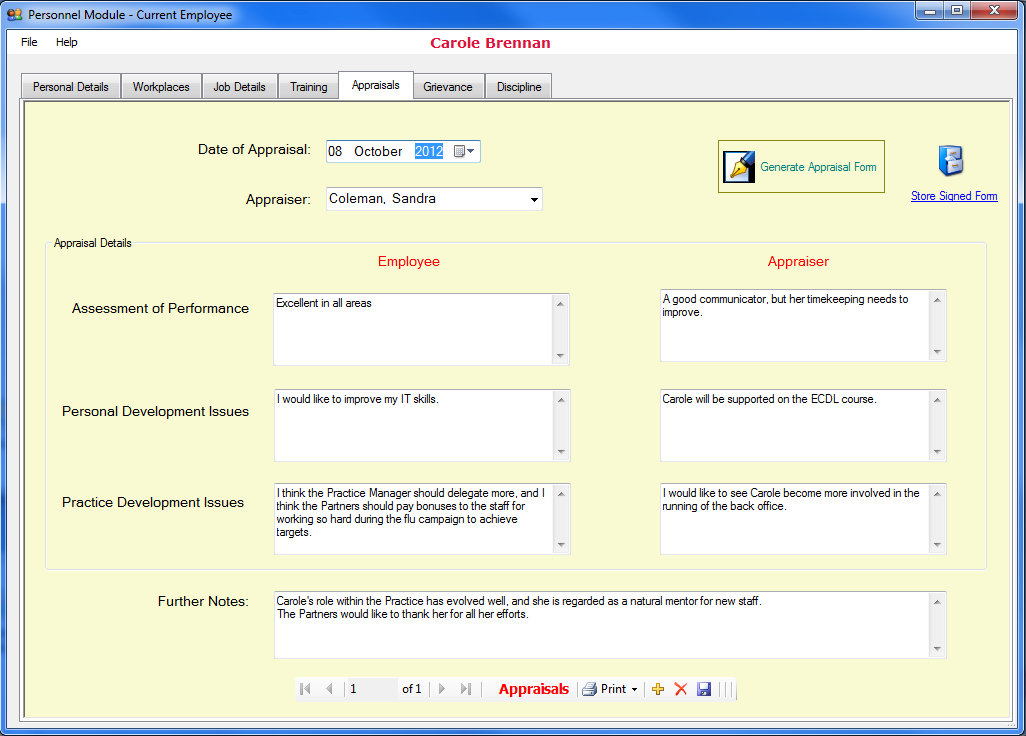 Personnel Module - Current Employee
File Help
Carole Brennan
Personal Details Workplaces Job Details Training Appraisals Grievance Discipline
Date of Appraisal: 08 October 2012
Generate Appraisal Form
Store Signed Form
Appraiser: Coleman, Sandra
Appraisal Details
Employee Appraiser
Assessment of Performance
Excellent in all areas
A good communicator, but her timekeeping needs to
improve.
Personal Development Issues
I would like to improve my IT skills.
Carole will be supported on the ECDL course.
Practice Development Issues
I think the Practice Manager should delegate more, and I
think the Partners should pay bonuses to the staff for
working so hard during the flu campaign to achieve
targets.
I would like to see Carole become more involved in the
running of the back office.
Further Notes:
Carole's role within the Practice has evolved well, and she is regarded as a natural mentor for new staff.
The Partners would like to thank her for all her efforts.
1 of 1 Appraisals Print